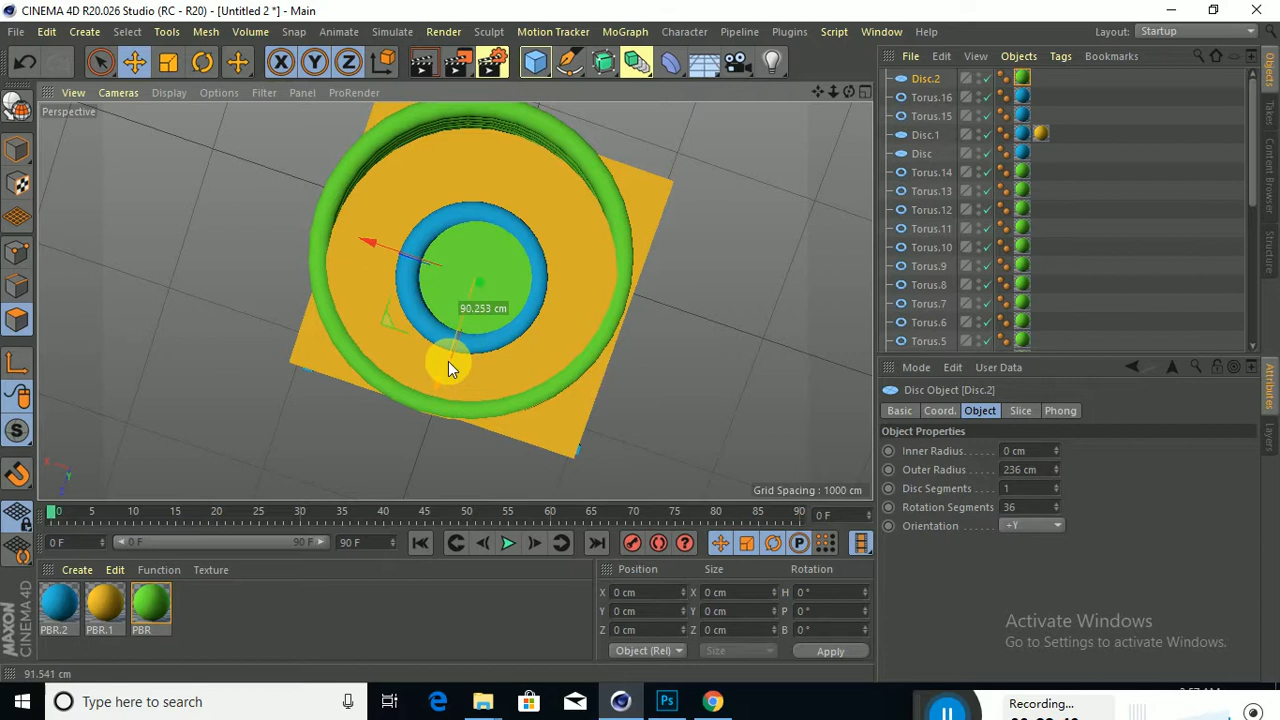 CINEMA 4D R20.026 Studio (RC - R20) - [Untitled 2 *] - Main
File Edit Create Select Tools Mesh Volume Snap Animate Simulate Render Sculpt Motion Tracker MoGraph Character Pipeline Plugins Script Window Help Layout: Startup
File Edit View Objects Tags Bookmarks
View Cameras Display Options Filter Panel ProRender
Perspective
Disc.2
Torus.16
Torus.15
Disc.1
Disc
Torus.14
Torus.13
Torus.12
Torus.11
Torus.10
Torus.9
Torus.8
Torus.7
Torus.6
Torus.5
Objects
Takes
Content Browser
Structure
90.253 cm
Grid Spacing : 1000 cm
Mode Edit User Data
Disc Object [Disc.2]
Basic Coord. Object Slice Phong
Object Properties
Inner Radius 0 cm
Outer Radius 236 cm
Disc Segments 1
Rotation Segments 36
Orientation +Y
Attributes
Layers
0 5 10 15 20 25 30 35 40 45 50 55 60 65 70 75 80 85 90 0 F
0 F 0 F 90 F 90 F
Create Edit Function Texture
PBR.2 PBR.1 PBR
Position Size Rotation
X 0 cm X 0 cm H 0 °
Y 0 cm Y 0 cm P 0 °
Z 0 cm Z 0 cm B 0 °
Object (Rel) Size Apply
Activate Windows
Go to Settings to activate Windows.
91.541 cm
Type here to search
Recording...